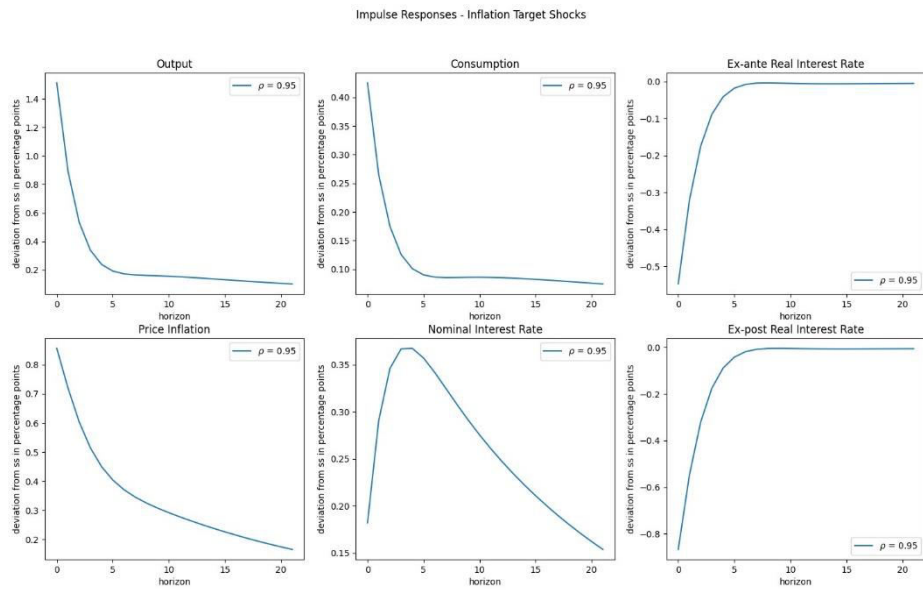 Impulse Responses - Inflation Target Shocks
Output
deviation from ss in percentage points
1.4
1.2
1.0
0.8
0.6
0.4
0.2
ρ = 0.95
0 5 10 15 20
horizon
Consumption
deviation from ss in percentage points
0.40
0.35
0.30
0.25
0.20
0.15
0.10
ρ = 0.95
0 5 10 15 20
horizon
Ex-ante Real Interest Rate
deviation from ss in percentage points
0.0
−0.1
−0.2
−0.3
−0.4
−0.5
ρ = 0.95
0 5 10 15 20
horizon
Price Inflation
deviation from ss in percentage points
0.8
0.7
0.6
0.5
0.4
0.3
0.2
ρ = 0.95
0 5 10 15 20
horizon
Nominal Interest Rate
deviation from ss in percentage points
0.35
0.30
0.25
0.20
0.15
ρ = 0.95
0 5 10 15 20
horizon
Ex-post Real Interest Rate
deviation from ss in percentage points
0.0
−0.2
−0.4
−0.6
−0.8
ρ = 0.95
0 5 10 15 20
horizon